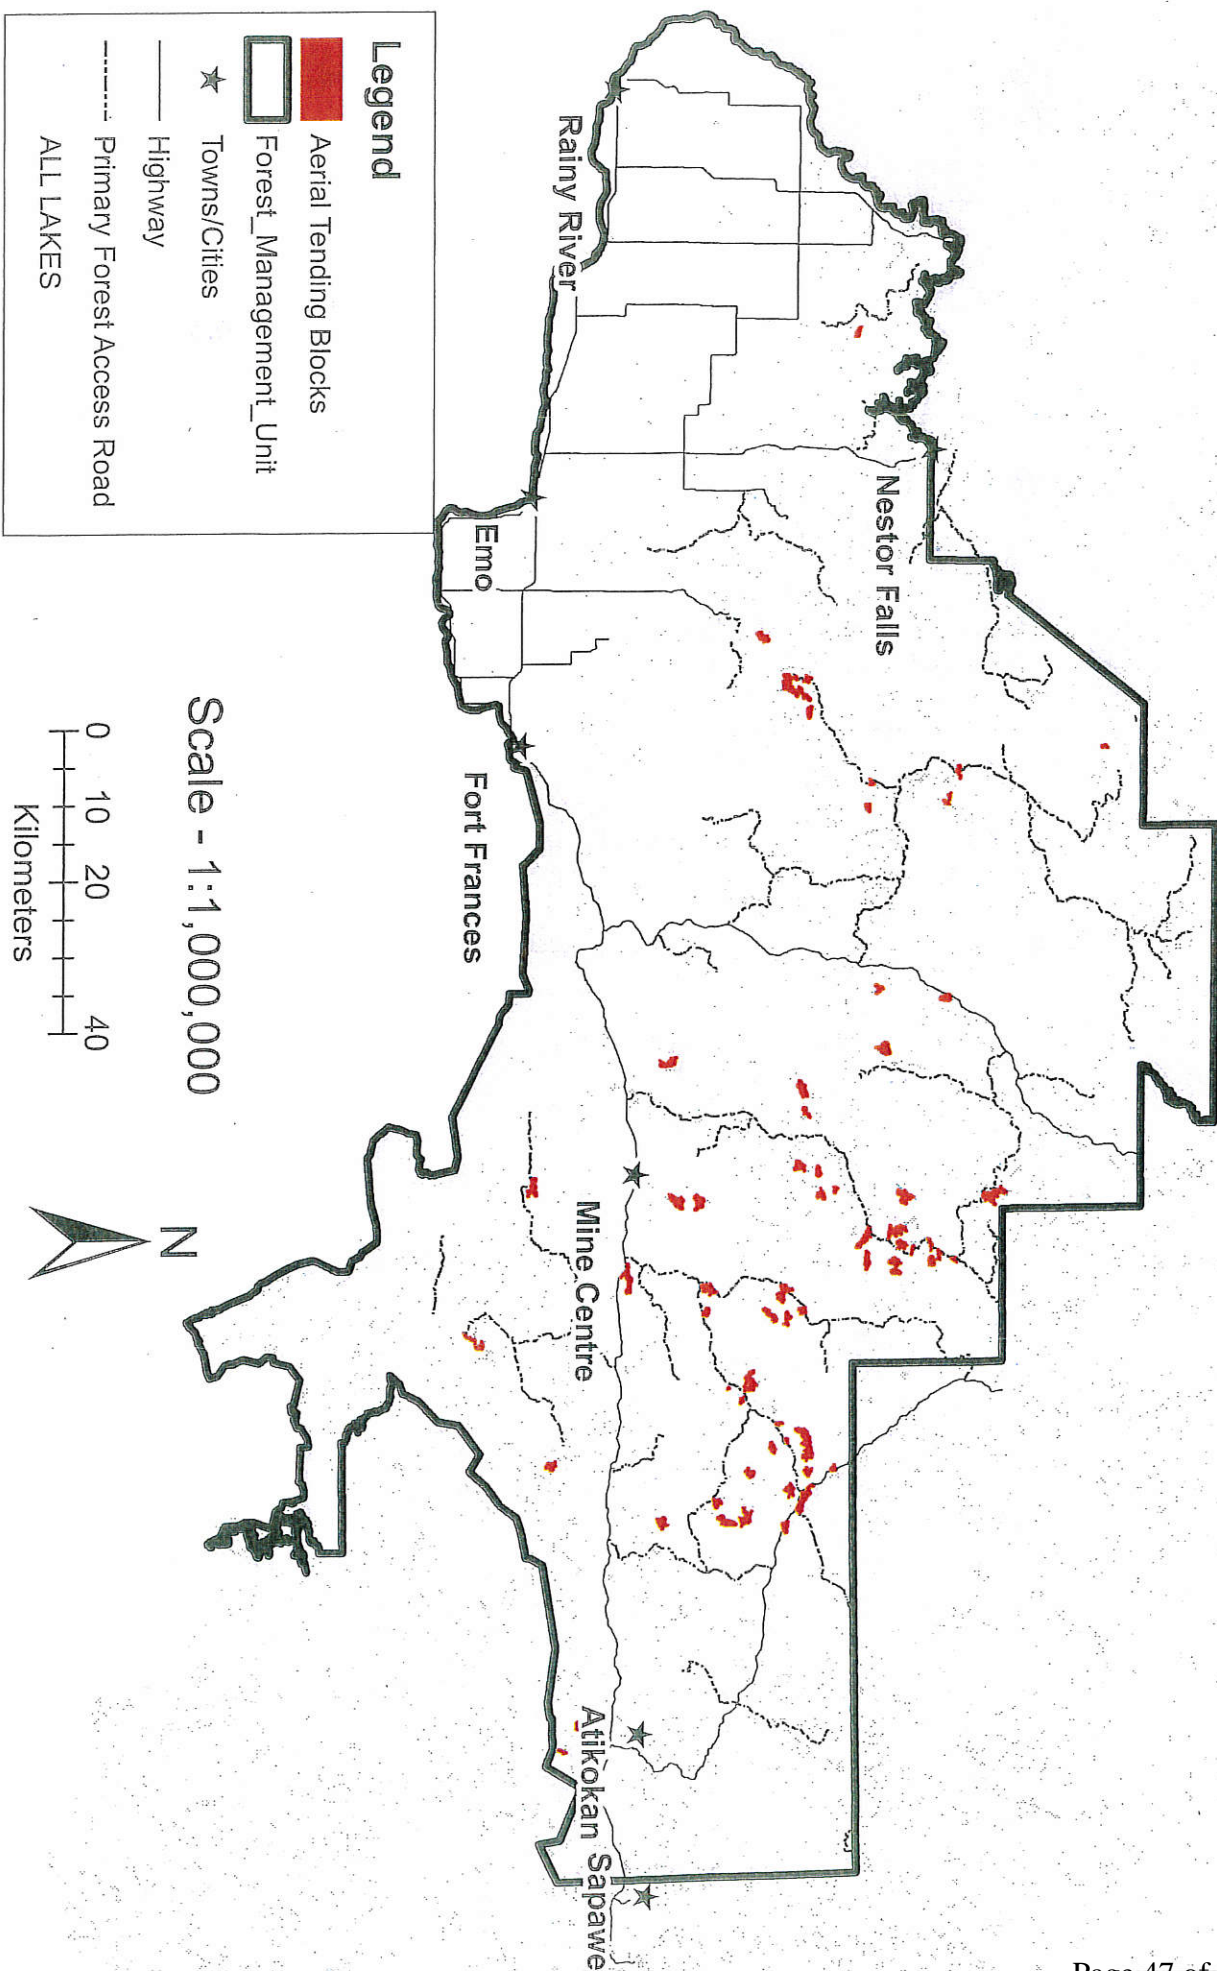 Nestor Falls
Rainy River
Emo
Fort Frances
Mine Centre
Atikokan
Sapawe
Legend
Aerial Tending Blocks
Forest_Management_Unit
Towns/Cities
Highway
Primary Forest Access Road
ALL LAKES
Scale - 1:1,000,000
0 10 20 40
Kilometers
N
Page 47 of